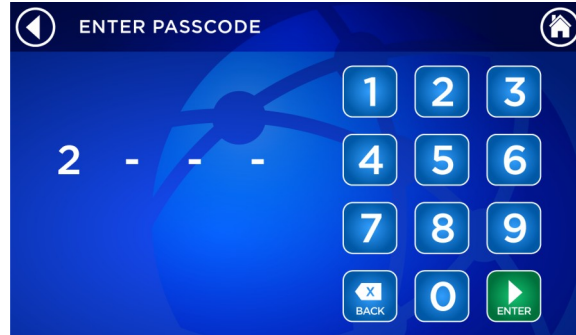 ENTER PASSCODE
2 - - -
1 2 3
4 5 6
7 8 9
X
BACK 0 ENTER